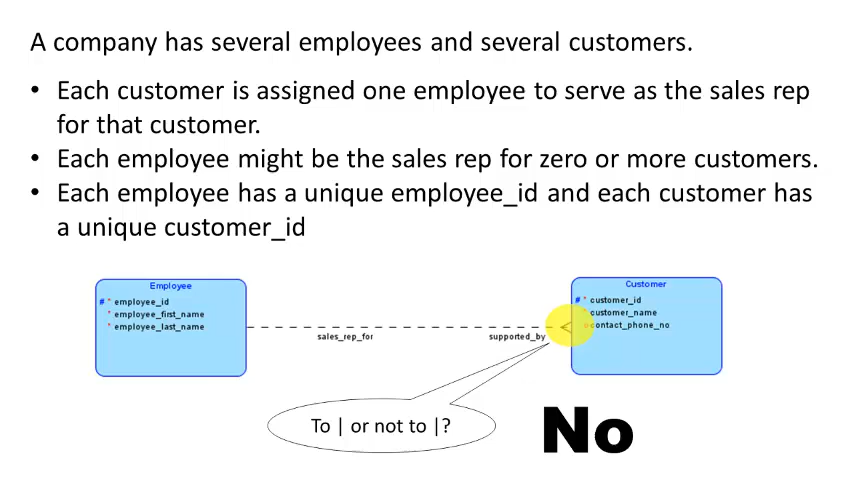 A company has several employees and several customers.
• Each customer is assigned one employee to serve as the sales rep
for that customer.
• Each employee might be the sales rep for zero or more customers.
• Each employee has a unique employee_id and each customer has
a unique customer_id
Employee
# * employee_id
* employee_first_name
* employee_last_name
Customer
# * customer_id
* customer_name
o contact_phone_no
sales_rep_for
supported_by
To | or not to |?
No